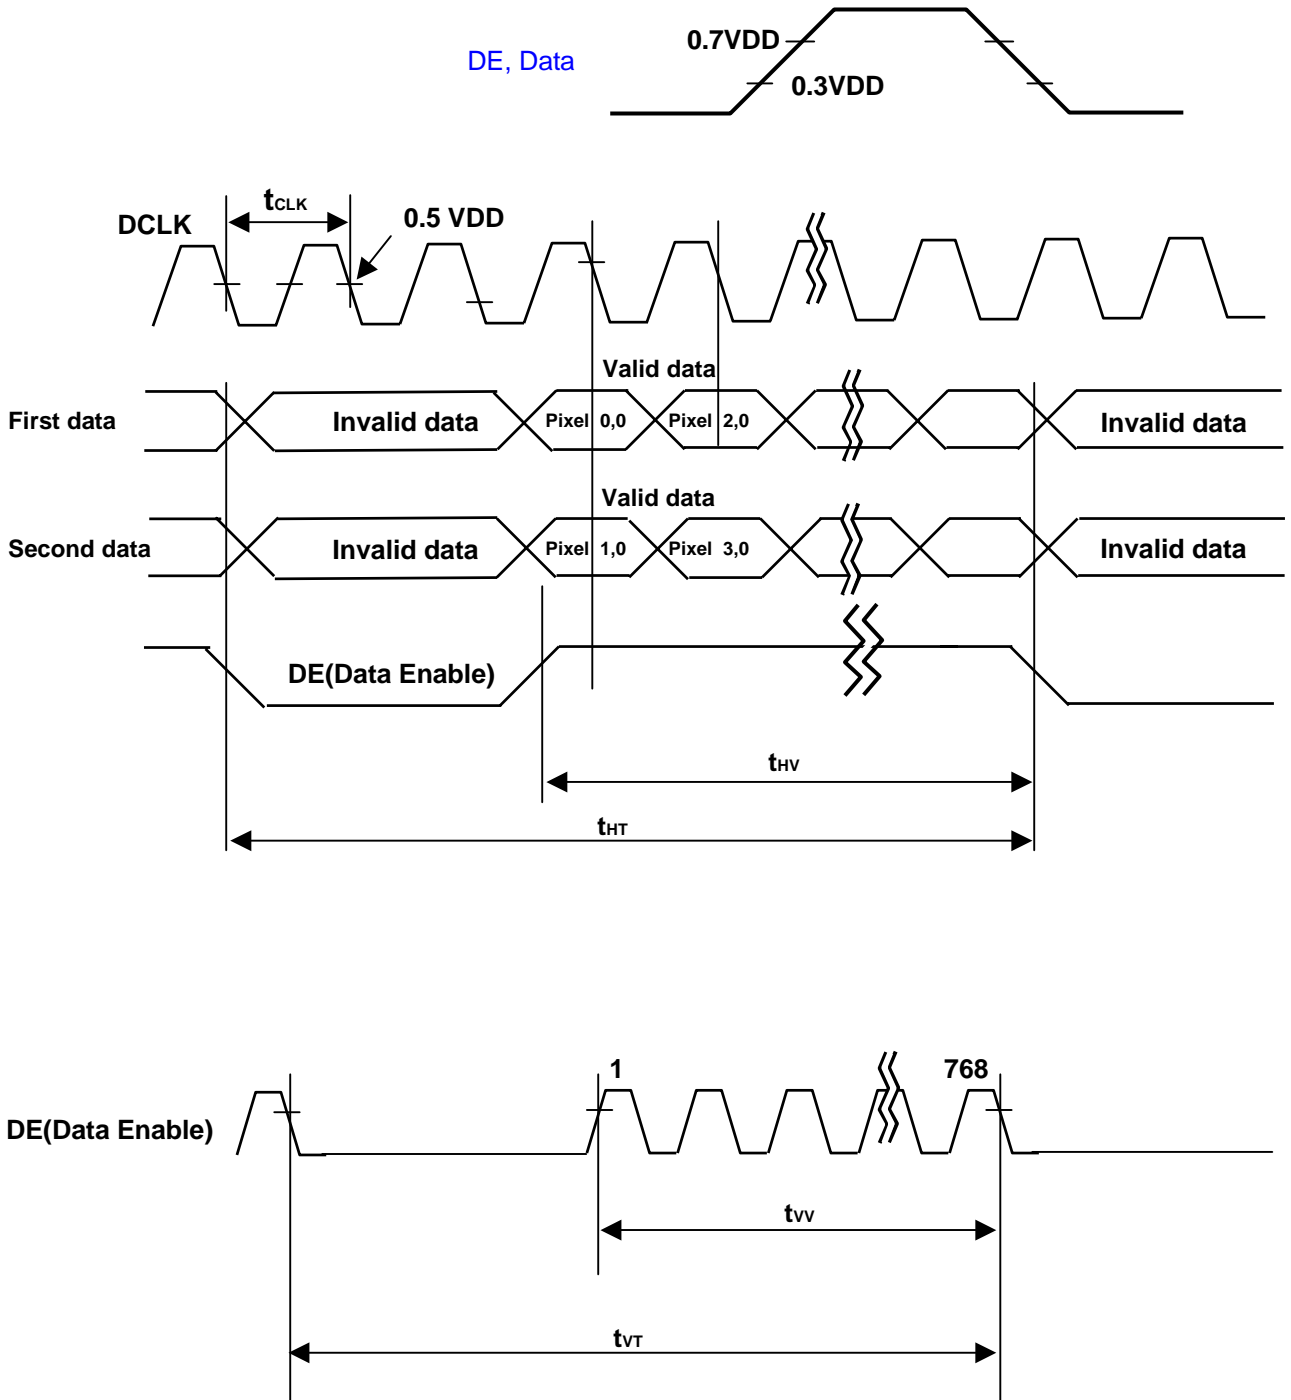 0.7VDD
DE, Data
0.3VDD
tCLK
DCLK
0.5 VDD
Valid data
First data
Invalid data
Pixel 0,0
Pixel 2,0
Invalid data
Valid data
Second data
Invalid data
Pixel 1,0
Pixel 3,0
Invalid data
DE(Data Enable)
tHV
tHT
1
768
DE(Data Enable)
tVV
tVT